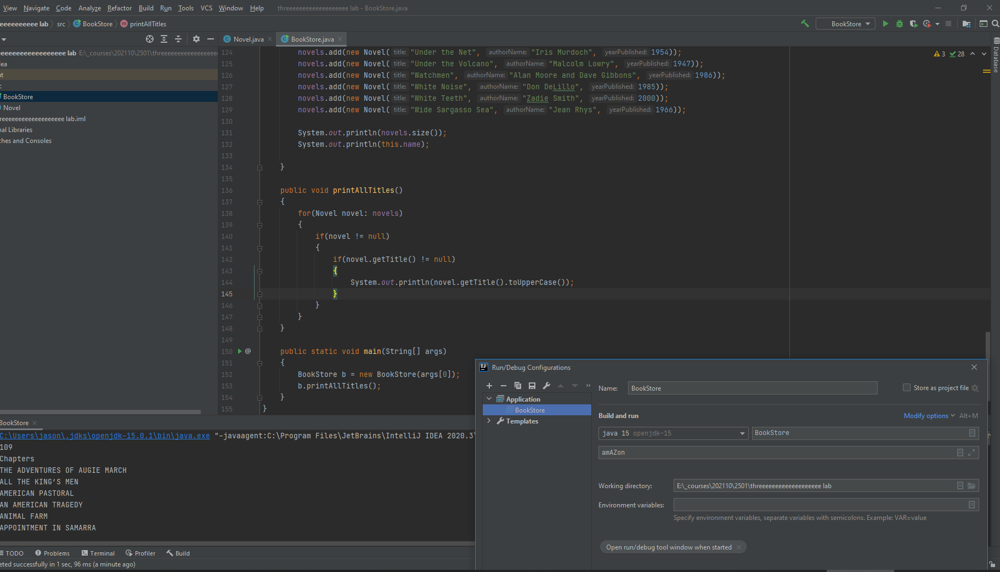 View Navigate Code Analyze Refactor Build Run Tools VCS Window Help threeeeeeeeeeeeeeeeeee lab - BookStore.java
eeeeeeeeeee lab src BookStore printAllTitles BookStore
Novel.java BookStore.java
eeeeeeeeeeeeeeeeeee lab E:\_courses\202110\2501\threeeeeeeeeeeeeeeee
dea
ut
c
BookStore
Novel
reeeeeeeeeeeeeeeeeee lab.iml
nal Libraries
ches and Consoles
124 novels.add(new Novel( title: "Under the Net", authorName: "Iris Murdoch", yearPublished: 1954));
125 novels.add(new Novel( title: "Under the Volcano", authorName: "Malcolm Lowry", yearPublished: 1947));
126 novels.add(new Novel( title: "Watchmen", authorName: "Alan Moore and Dave Gibbons", yearPublished: 1986));
127 novels.add(new Novel( title: "White Noise", authorName: "Don DeLillo", yearPublished: 1985));
128 novels.add(new Novel( title: "White Teeth", authorName: "Zadie Smith", yearPublished: 2000));
129 novels.add(new Novel( title: "Wide Sargasso Sea", authorName: "Jean Rhys", yearPublished: 1966));
130
131 System.out.println(novels.size());
132 System.out.println(this.name);
133
134 }
135
136 public void printAllTitles()
137 {
138 for(Novel novel: novels)
139 {
140 if(novel != null)
141 {
142 if(novel.getTitle() != null)
143 {
144 System.out.println(novel.getTitle().toUpperCase());
145 }
146 }
147 }
148 }
149
150 @ public static void main(String[] args)
151 {
152 BookStore b = new BookStore(args[0]);
153 b.printAllTitles();
154 }
155 }
3 28
Database
BookStore
C:\Users\jason\.jdks\openjdk-15.0.1\bin\java.exe "-javaagent:C:\Program Files\JetBrains\IntelliJ IDEA 2020.3\
109
Chapters
THE ADVENTURES OF AUGIE MARCH
ALL THE KING'S MEN
AMERICAN PASTORAL
AN AMERICAN TRAGEDY
ANIMAL FARM
APPOINTMENT IN SAMARRA
Run/Debug Configurations
Application
BookStore
Templates
Name: BookStore Store as project file
Build and run Modify options Alt+M
java 15 openjdk-15 BookStore
amAZon
Working directory: E:\_courses\202110\2501\threeeeeeeeeeeeeeeeeee lab
Environment variables:
Specify environment variables, separate variables with semicolons. Example: VAR=value
Open run/debug tool window when started
TODO Problems Terminal Profiler Build
eted successfully in 1 sec, 96 ms (a minute ago)